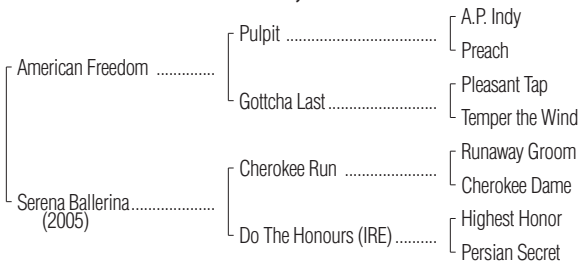 A.P. Indy
Pulpit ......................................
Preach
American Freedom ..............
Pleasant Tap
Gottcha Last ............................
Temper the Wind
Runaway Groom
Cherokee Run .......................
Cherokee Dame
Serena Ballerina .....................
(2005)
Highest Honor
Do The Honours (IRE) ..........
Persian Secret